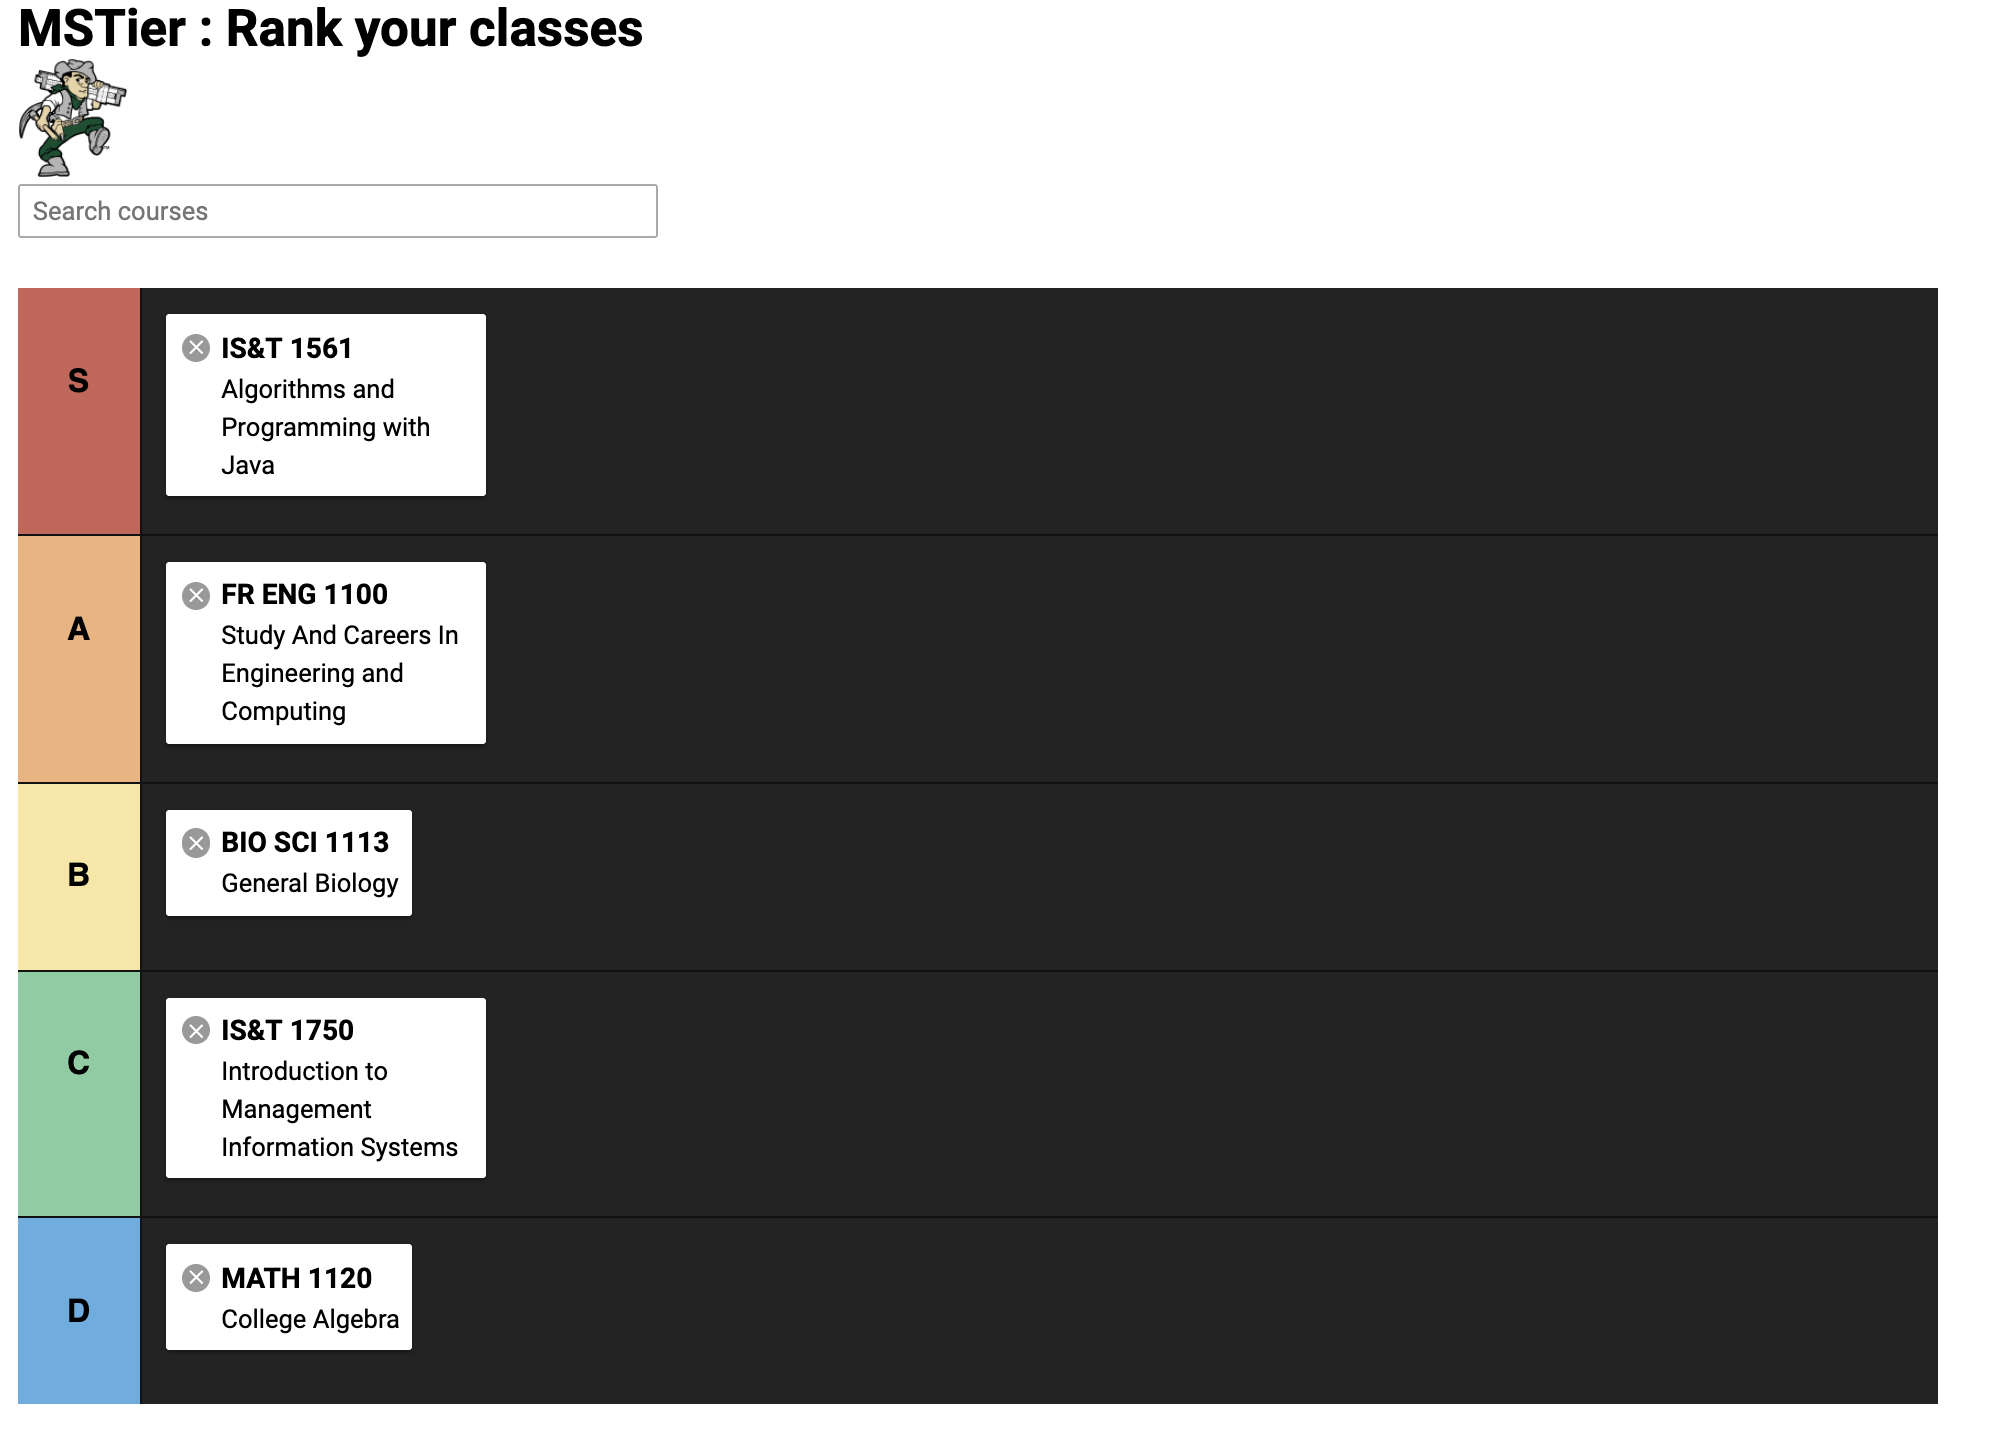 MSTier : Rank your classes
Search courses
S
IS&T 1561
Algorithms and
Programming with
Java
A
FR ENG 1100
Study And Careers In
Engineering and
Computing
B
BIO SCI 1113
General Biology
C
IS&T 1750
Introduction to
Management
Information Systems
D
MATH 1120
College Algebra